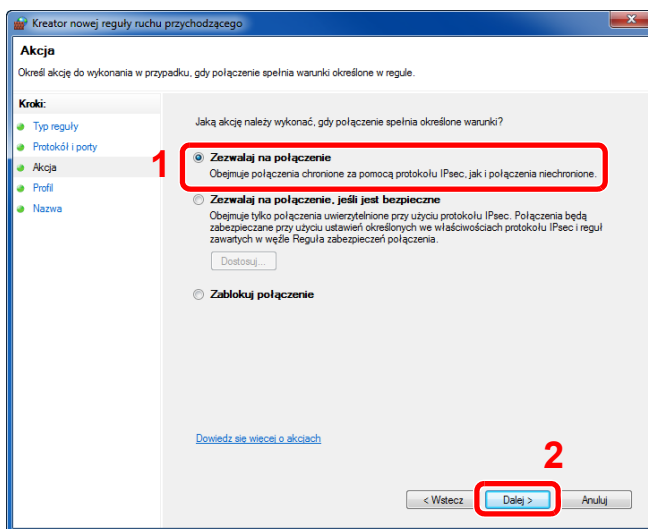 Kreator nowej reguły ruchu przychodzącego
Akcja
Określ akcję do wykonania w przypadku, gdy połączenie spełnia warunki określone w regule.
Kroki:
Typ reguły
Protokół i porty
Akcja
Profil
Nazwa
Jaką akcję należy wykonać, gdy połączenie spełnia określone warunki?
1
Zezwalaj na połączenie
Obejmuje połączenia chronione za pomocą protokołu IPsec, jak i połączenia niechronione.
Zezwalaj na połączenie, jeśli jest bezpieczne
Obejmuje tylko połączenia uwierzytelnione przy użyciu protokołu IPsec. Połączenia będą
zabezpieczane przy użyciu ustawień określonych we właściwościach protokołu IPsec i reguł
zawartych w węźle Reguła zabezpieczeń połączenia.
Dostosuj...
Zablokuj połączenie
Dowiedz się więcej o akcjach
2
< Wstecz
Dalej >
Anuluj